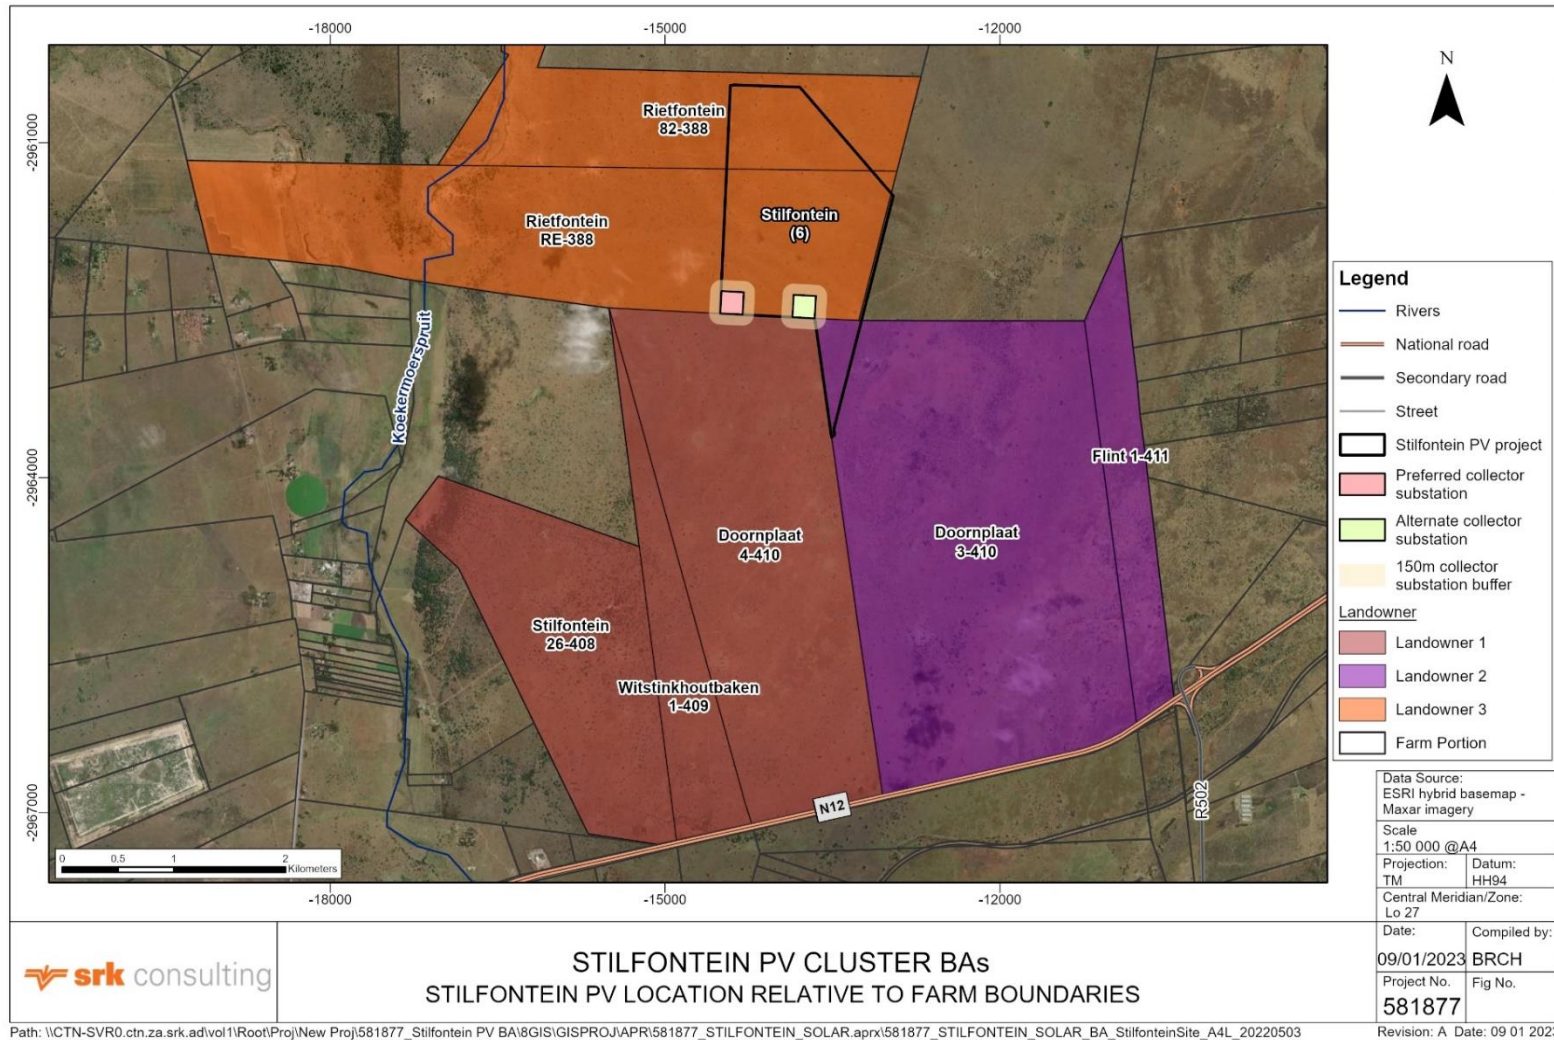 -18000
-15000
-12000
N
-2961000
-2964000
-2967000
Rietfontein
82-388
Rietfontein
RE-388
Stilfontein
(6)
Koekermoerspruit
Flint 1-411
Doornplaat
4-410
Doornplaat
3-410
Stilfontein
26-408
Witstinkhoutbaken
1-409
N12
R502
0 0.5 1 2
Kilometers
-18000
-15000
-12000
Legend
Rivers
National road
Secondary road
Street
Stilfontein PV project
Preferred collector
substation
Alternate collector
substation
150m collector
substation buffer
Landowner
Landowner 1
Landowner 2
Landowner 3
Farm Portion
Data Source:
ESRI hybrid basemap -
Maxar imagery
Scale
1:50 000 @A4
Projection: Datum:
TM HH94
Central Meridian/Zone:
Lo 27
Date: Compiled by:
09/01/2023 BRCH
Project No. Fig No.
581877
srk consulting
STILFONTEIN PV CLUSTER BAs
STILFONTEIN PV LOCATION RELATIVE TO FARM BOUNDARIES
Path: \\CTN-SVR0.ctn.za.srk.ad\vol1\Root\Proj\New Proj\581877_Stilfontein PV BA\8GIS\GISPROJ\APR\581877_STILFONTEIN_SOLAR.aprx\581877_STILFONTEIN_SOLAR_BA_StilfonteinSite_A4L_20220503
Revision: A Date: 09 01 2023